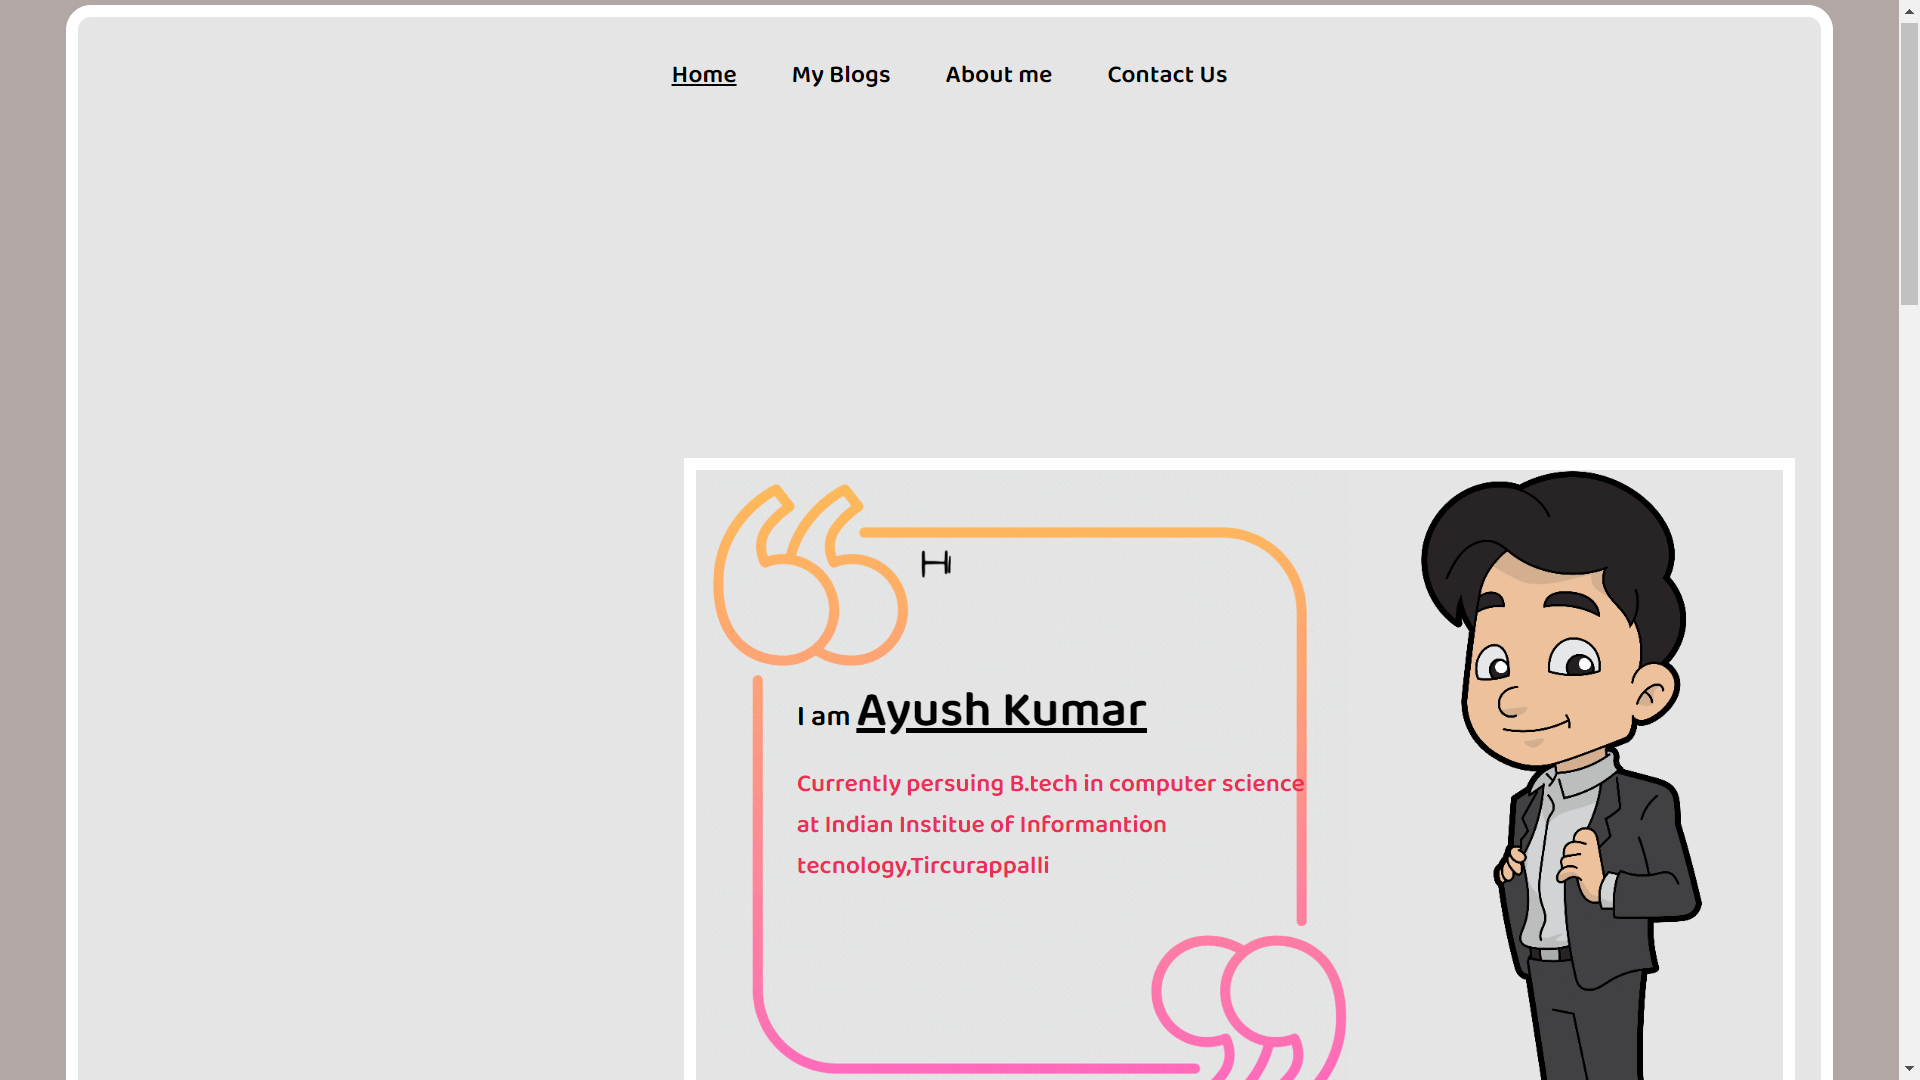 Home My Blogs About me Contact Us
H
I am Ayush Kumar
Currently persuing B.tech in computer science
at Indian Institue of Informantion
tecnology,Tircurappalli